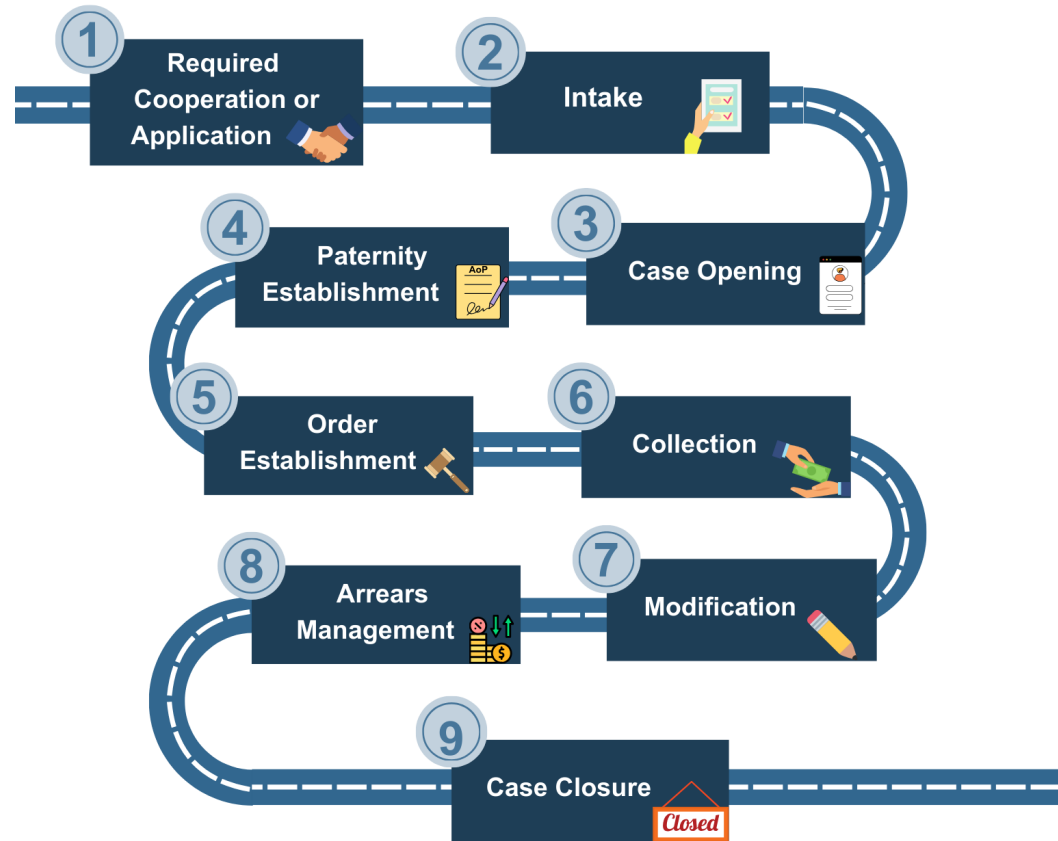 1
Required
Cooperation or
Application
2
Intake
3
Case Opening
4
Paternity
Establishment
AoP
5
Order
Establishment
6
Collection
7
Modification
8
Arrears
Management
%
$
9
Case Closure
Closed